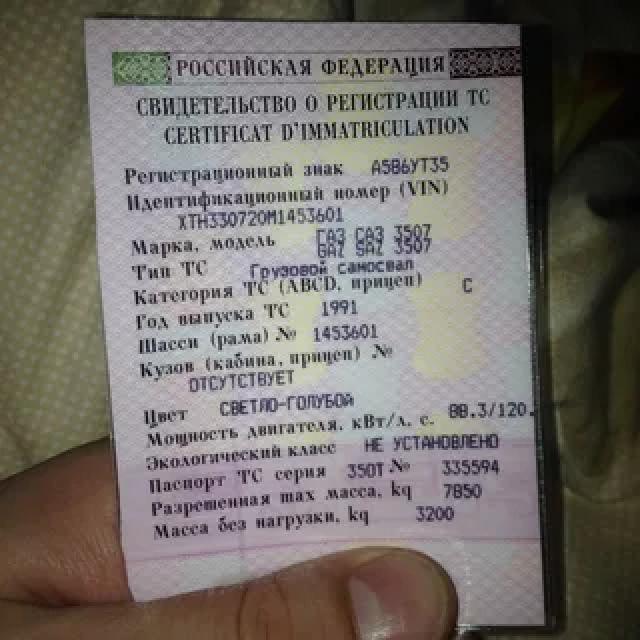 РОССИЙСКАЯ ФЕДЕРАЦИЯ
СВИДЕТЕЛЬСТВО О РЕГИСТРАЦИИ ТС
CERTIFICAT D'IMMATRICULATION
Регистрационный знак А586УТ35
Идентификационный номер (VIN)
XTH330720M1453601
Марка, модель ГАЗ САЗ 3507
GAZ SAZ 3507
Тип ТС Грузовой самосвал
Категория ТС (ABCD, прицеп) С
Год выпуска ТС 1991
Шасси (рама) № 1453601
Кузов (кабина, прицеп) №
ОТСУТСТВУЕТ
Цвет СВЕТЛО-ГОЛУБОЙ
Мощность двигателя, кВт/л. с. 88.3/120.
Экологический класс НЕ УСТАНОВЛЕНО
Паспорт ТС серия 35ОТ № 335594
Разрешенная max масса, kg 7850
Масса без нагрузки, kg 3200